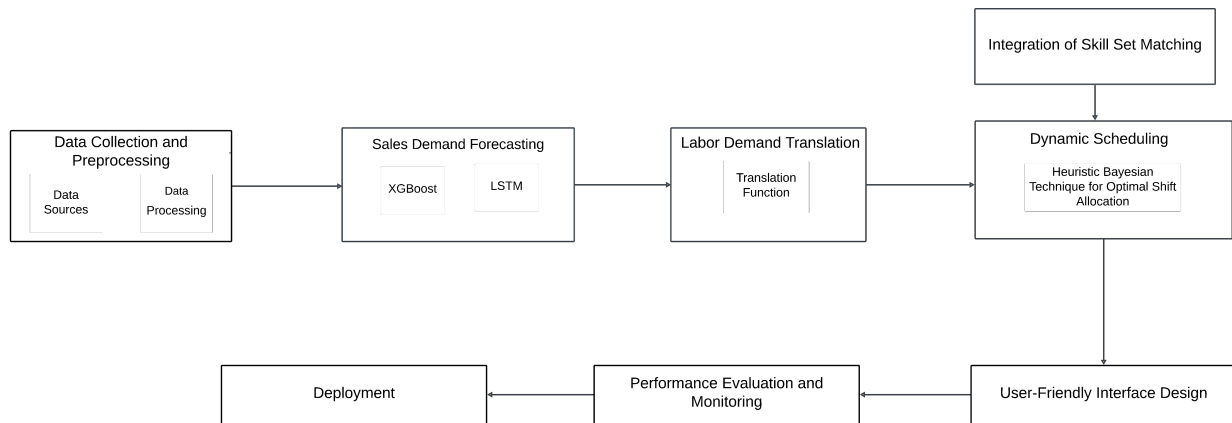 Integration of Skill Set Matching
Data Collection and
Preprocessing
Data
Sources
Data
Processing
Sales Demand Forecasting
XGBoost
LSTM
Labor Demand Translation
Translation
Function
Dynamic Scheduling
Heuristic Bayesian
Technique for Optimal Shift
Allocation
Deployment
Performance Evaluation and
Monitoring
User-Friendly Interface Design